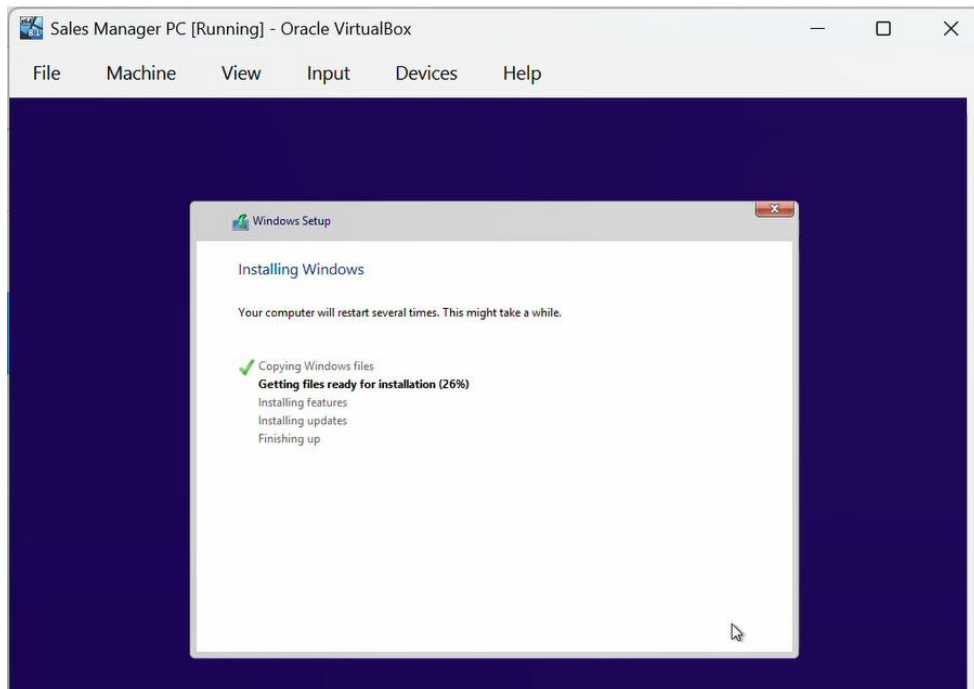 Sales Manager PC [Running] - Oracle VirtualBox
File Machine View Input Devices Help
Windows Setup
Installing Windows
Your computer will restart several times. This might take a while.
Copying Windows files
Getting files ready for installation (26%)
Installing features
Installing updates
Finishing up